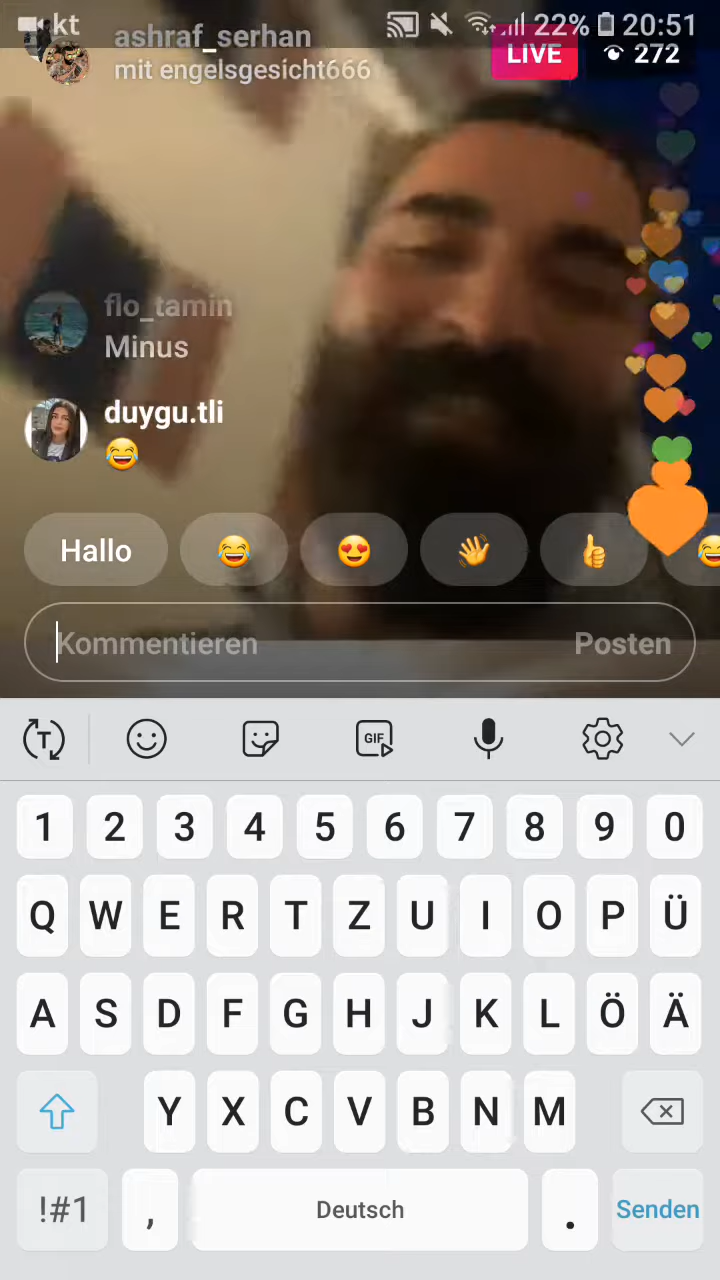 kt
22% 20:51
ashraf_serhan
mit engelsgesicht666
LIVE
272
flo_tamin
Minus
duygu.tli
😂
Hallo 😂 😍 👋 👍 😂
Kommentieren Posten
T GIF
1 2 3 4 5 6 7 8 9 0
Q W E R T Z U I O P Ü
A S D F G H J K L Ö Ä
Y X C V B N M
!#1 , Deutsch . Senden